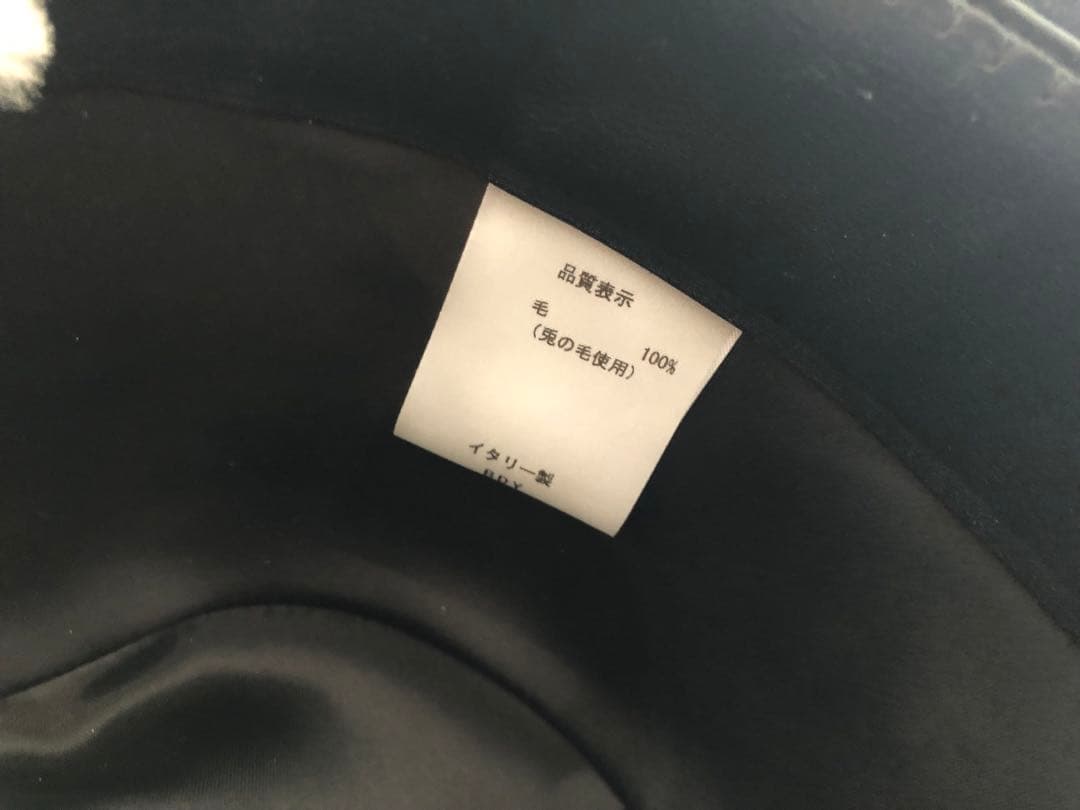 品質表示
毛 100%
(兎の毛使用)
イタリー製